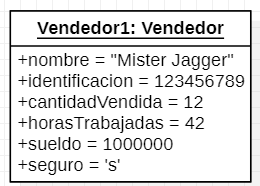 Vendedor1: Vendedor
+nombre = "Mister Jagger"
+identificacion = 123456789
+cantidadVendida = 12
+horasTrabajadas = 42
+sueldo = 1000000
+seguro = 's'